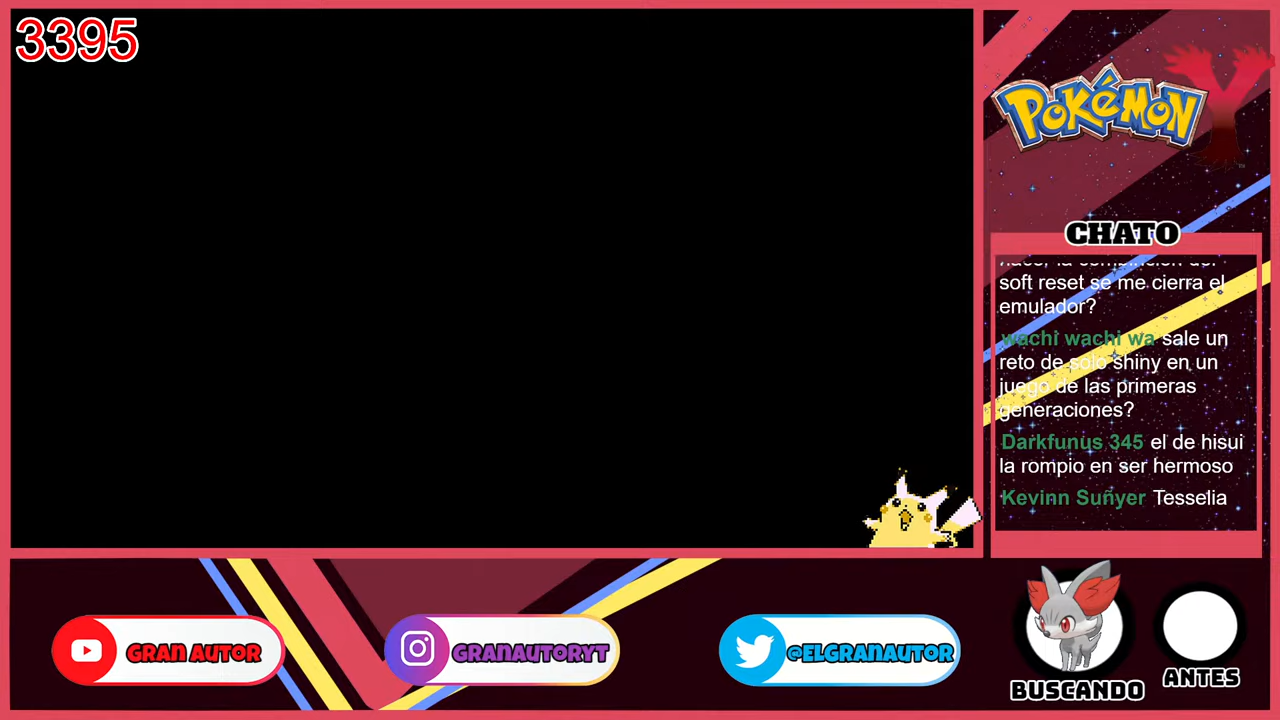 3395
POKÉMON
Y
CHATO
soft reset se me cierra el
emulador?
wachi wachi wa sale un
reto de solo shiny en un
juego de las primeras
generaciones?
Darkfunus 345 el de hisui
la rompio en ser hermoso
Kevinn Suñyer Tesselia
GRAN AUTOR
GRANAUTORYT
@ELGRANAUTOR
BUSCANDO
ANTES